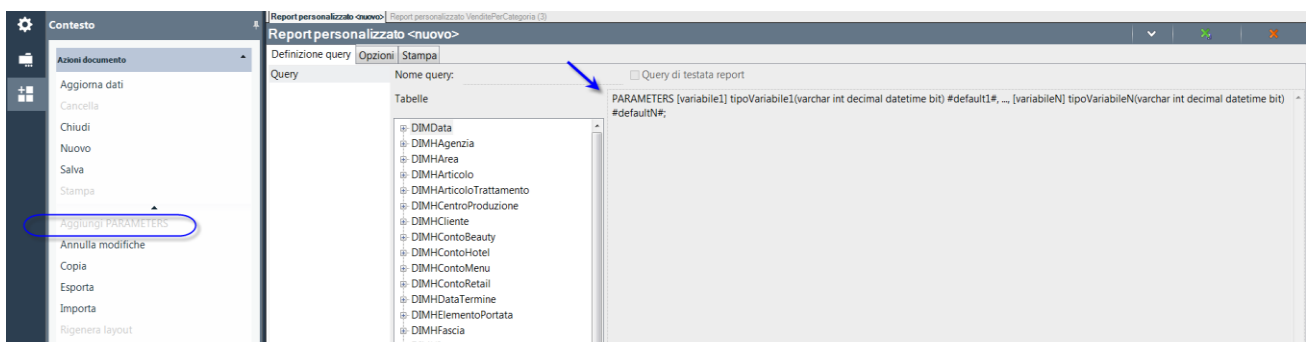 Contesto
Azioni documento
Aggiorna dati
Cancella
Chiudi
Nuovo
Salva
Stampa
Aggiungi PARAMETERS
Annulla modifiche
Copia
Esporta
Importa
Rigenera layout
Report personalizzato <nuovo> Report personalizzato VenditePerCategoria (3)
Report personalizzato <nuovo>
Definizione query Opzioni Stampa
Query
Nome query:
Query di testata report
Tabelle
DIMData
DIMHAgenzia
DIMHArea
DIMHArticolo
DIMHArticoloTrattamento
DIMHCentroProduzione
DIMHCliente
DIMHContoBeauty
DIMHContoHotel
DIMHContoMenu
DIMHContoRetail
DIMHDataTermine
DIMHElementoPortata
DIMHFascia
PARAMETERS [variabile1] tipoVariabile1(varchar int decimal datetime bit) #default1#, ..., [variabileN] tipoVariabileN(varchar int decimal datetime bit)
#defaultN#;